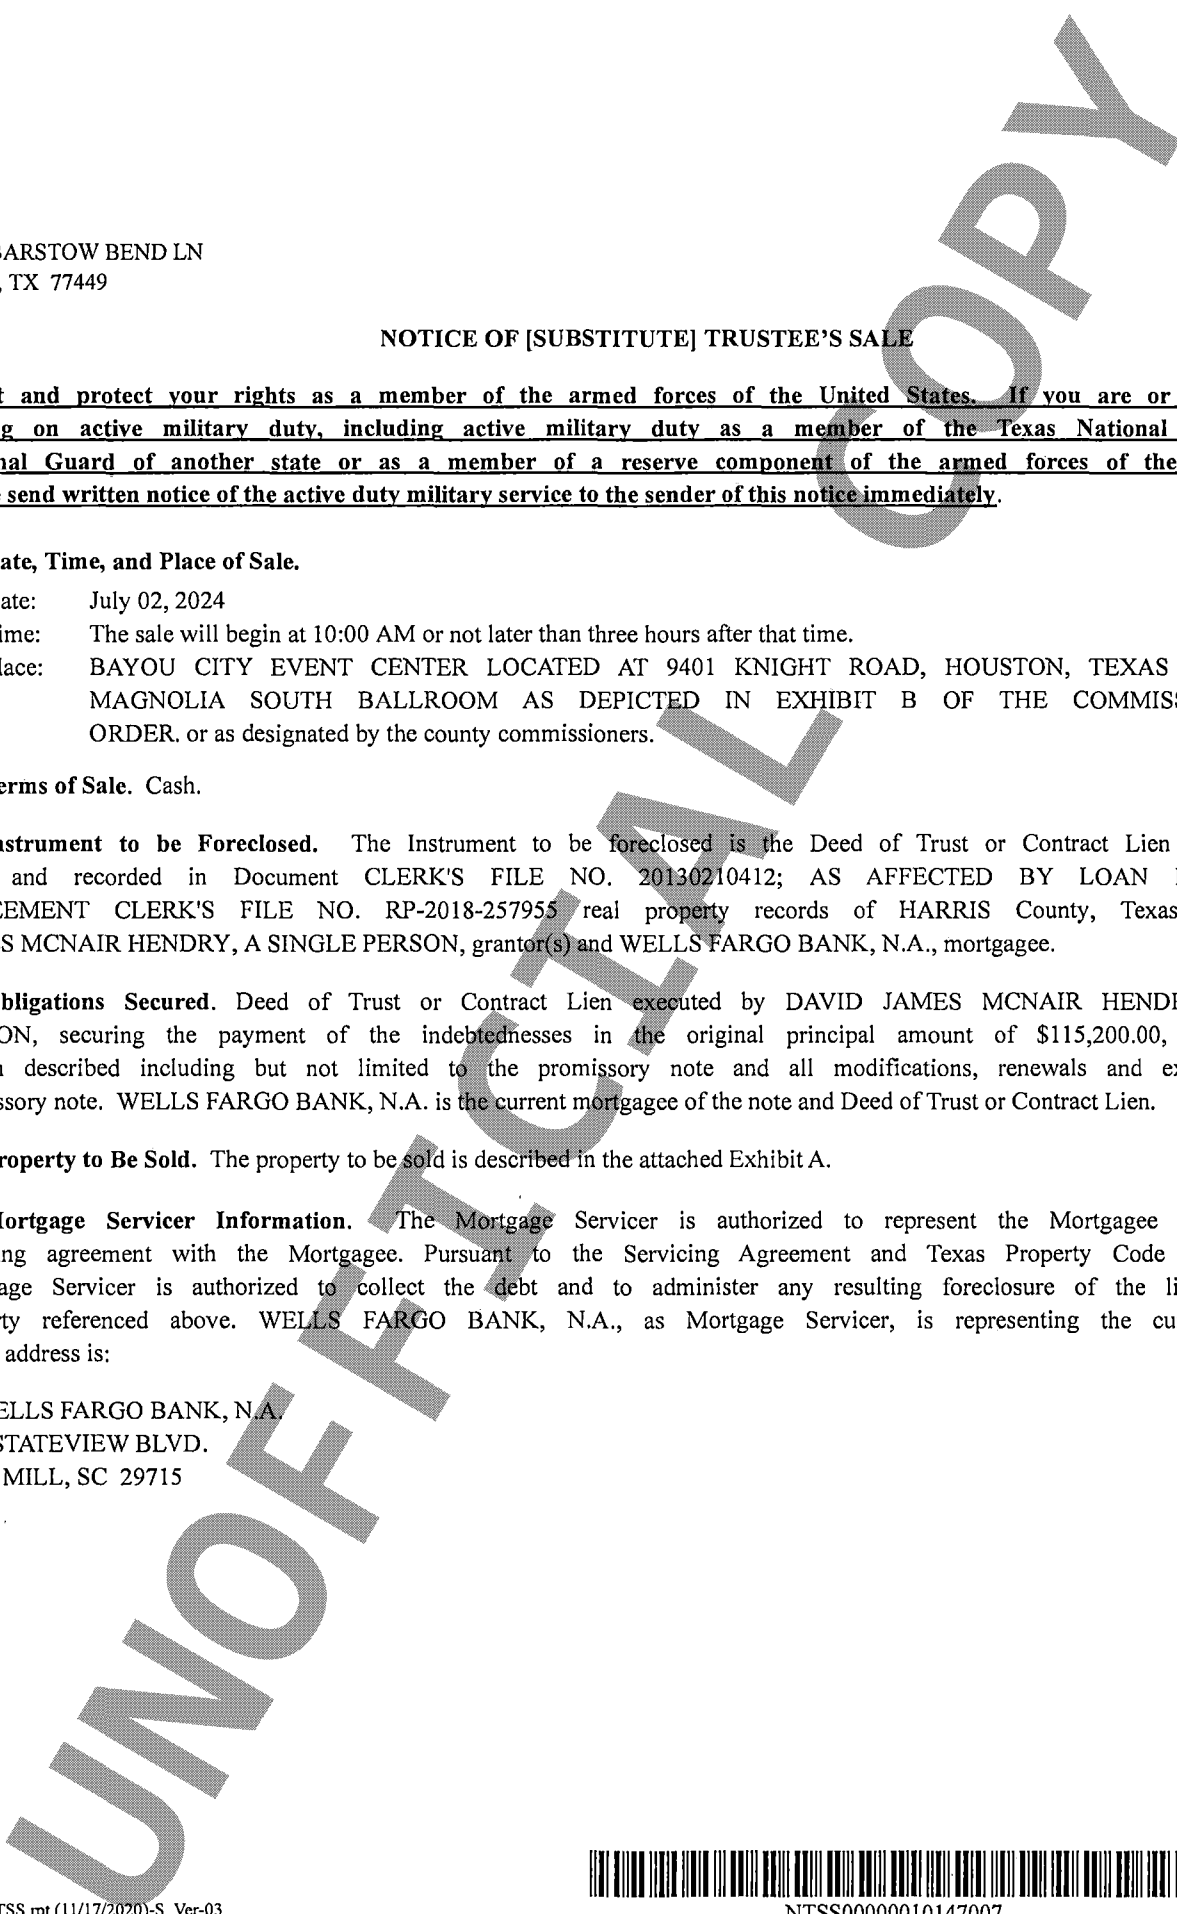 BARSTOW BEND LN
, TX 77449
NOTICE OF [SUBSTITUTE] TRUSTEE'S SALE
t and protect your rights as a member of the armed forces of the United States. If you are or
g on active military duty, including active military duty as a member of the Texas National
nal Guard of another state or as a member of a reserve component of the armed forces of the
e send written notice of the active duty military service to the sender of this notice immediately.
ate, Time, and Place of Sale.
ate: July 02, 2024
ime: The sale will begin at 10:00 AM or not later than three hours after that time.
lace: BAYOU CITY EVENT CENTER LOCATED AT 9401 KNIGHT ROAD, HOUSTON, TEXAS
MAGNOLIA SOUTH BALLROOM AS DEPICTED IN EXHIBIT B OF THE COMMISS
ORDER. or as designated by the county commissioners.
erms of Sale. Cash.
nstrument to be Foreclosed. The Instrument to be foreclosed is the Deed of Trust or Contract Lien
and recorded in Document CLERK'S FILE NO. 20130210412; AS AFFECTED BY LOAN
CEMENT CLERK'S FILE NO. RP-2018-257955 real property records of HARRIS County, Texas
S MCNAIR HENDRY, A SINGLE PERSON, grantor(s) and WELLS FARGO BANK, N.A., mortgagee.
bligations Secured. Deed of Trust or Contract Lien executed by DAVID JAMES MCNAIR HENDR
ON, securing the payment of the indebtednesses in the original principal amount of $115,200.00,
n described including but not limited to the promissory note and all modifications, renewals and ex
ssory note. WELLS FARGO BANK, N.A. is the current mortgagee of the note and Deed of Trust or Contract Lien.
roperty to Be Sold. The property to be sold is described in the attached Exhibit A.
Mortgage Servicer Information. The Mortgage Servicer is authorized to represent the Mortgagee
ing agreement with the Mortgagee. Pursuant to the Servicing Agreement and Texas Property Code
age Servicer is authorized to collect the debt and to administer any resulting foreclosure of the li
ty referenced above. WELLS FARGO BANK, N.A., as Mortgage Servicer, is representing the cu
address is:
ELLS FARGO BANK, N.A.
STATEVIEW BLVD.
MILL, SC 29715
UNOFFICIAL COPY
TSS.rpt (11/17/2020)-S Ver-03
NTSS00000010147007